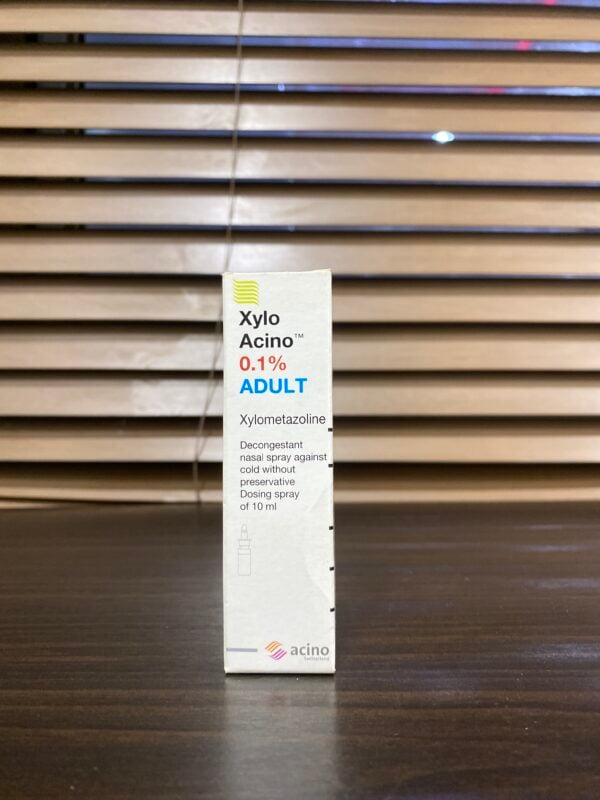 Xylo
Acino™
0.1%
ADULT
Xylometazoline
Decongestant
nasal spray against
cold without
preservative
Dosing spray
of 10 ml
acino
Switzerland